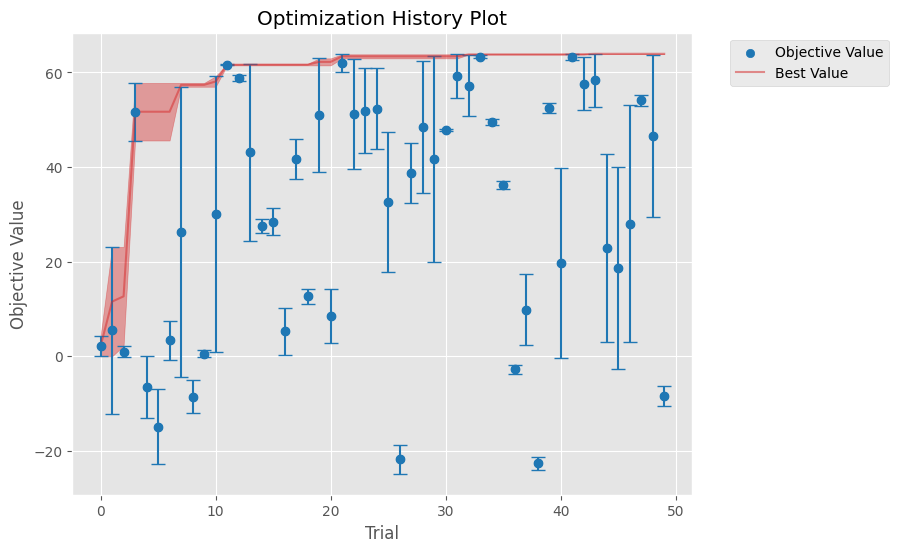 Optimization History Plot
Objective Value
Best Value
Objective Value
60
40
20
0
−20
0 10 20 30 40 50
Trial